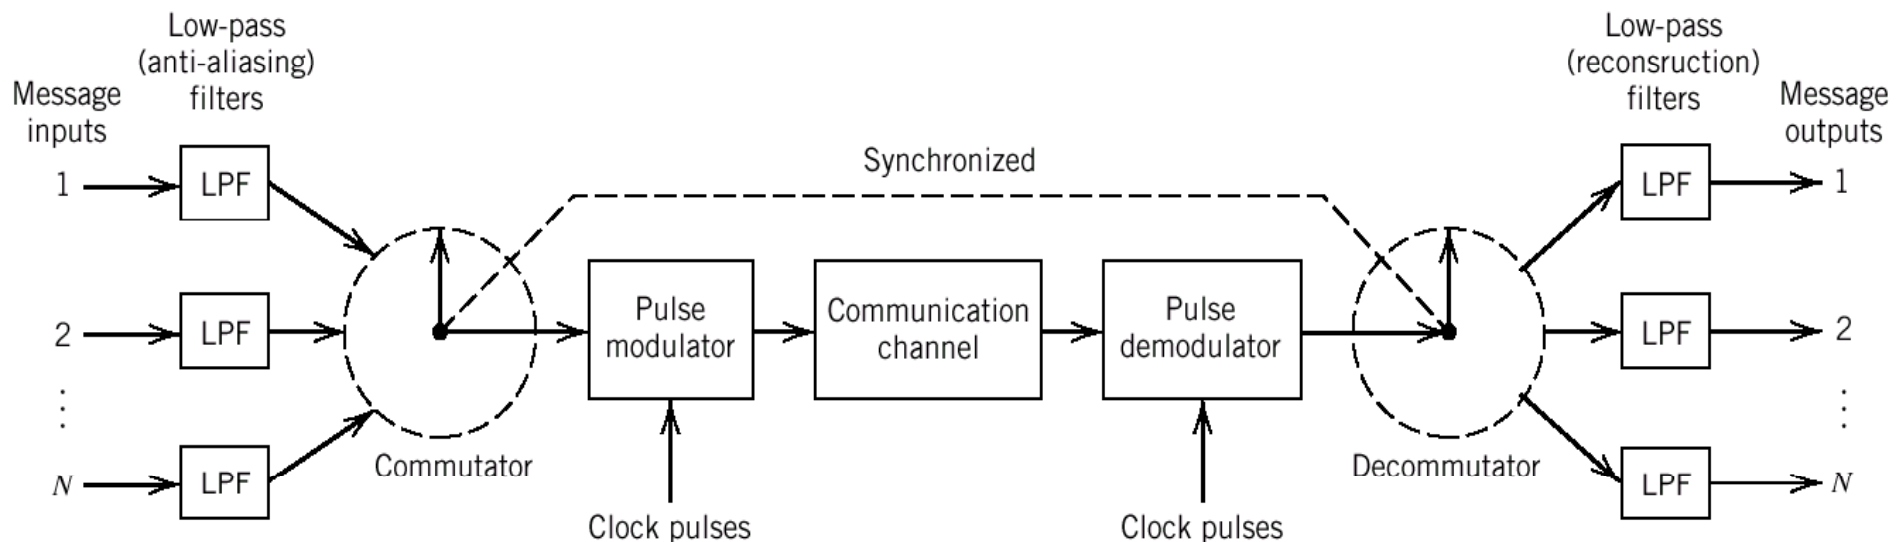 Low-pass
(anti-aliasing)
filters
Message
inputs
1
LPF
2
LPF
⋮
N
LPF
Commutator
Synchronized
Pulse
modulator
Clock pulses
Communication
channel
Pulse
demodulator
Clock pulses
Decommutator
Low-pass
(reconsruction)
filters
Message
outputs
LPF
1
LPF
2
⋮
LPF
N